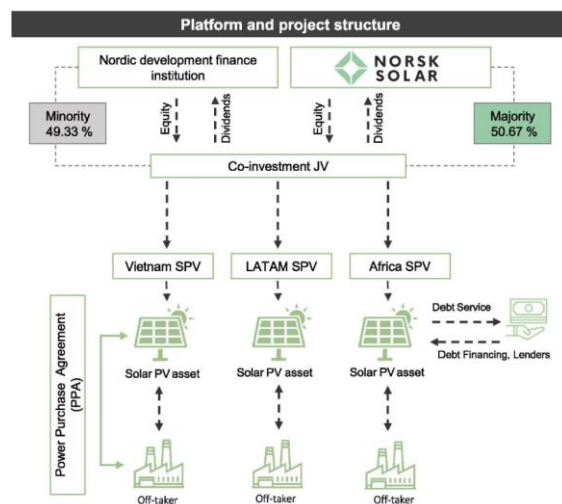 Platform and project structure
Nordic development finance
institution
NORSK
SOLAR
Minority
49.33 %
Equity
Dividends
Equity
Dividends
Majority
50.67 %
Co-investment JV
Vietnam SPV
LATAM SPV
Africa SPV
Power Purchase Agreement
(PPA)
Debt Service
Debt Financing, Lenders
Solar PV asset
Solar PV asset
Solar PV asset
Off-taker
Off-taker
Off-taker